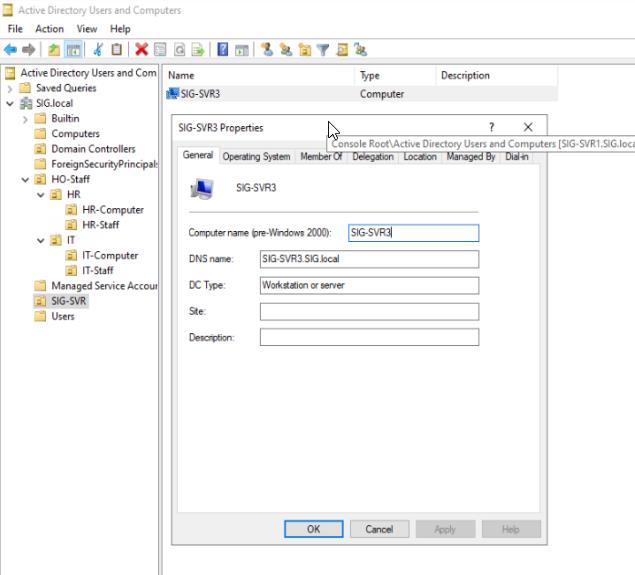 Active Directory Users and Computers
File Action View Help
Active Directory Users and Com
Saved Queries
SIG.local
Builtin
Computers
Domain Controllers
ForeignSecurityPrincipals
HO-Staff
HR
HR-Computer
HR-Staff
IT
IT-Computer
IT-Staff
Managed Service Accour
SIG-SVR
Users
Name Type Description
SIG-SVR3 Computer
SIG-SVR3 Properties ? ×
Console Root\Active Directory Users and Computers [SIG-SVR1.SIG.loca
General Operating System Member Of Delegation Location Managed By Dial-in
SIG-SVR3
Computer name (pre-Windows 2000): SIG-SVR3
DNS name: SIG-SVR3.SIG.local
DC Type: Workstation or server
Site:
Description:
OK Cancel Apply Help